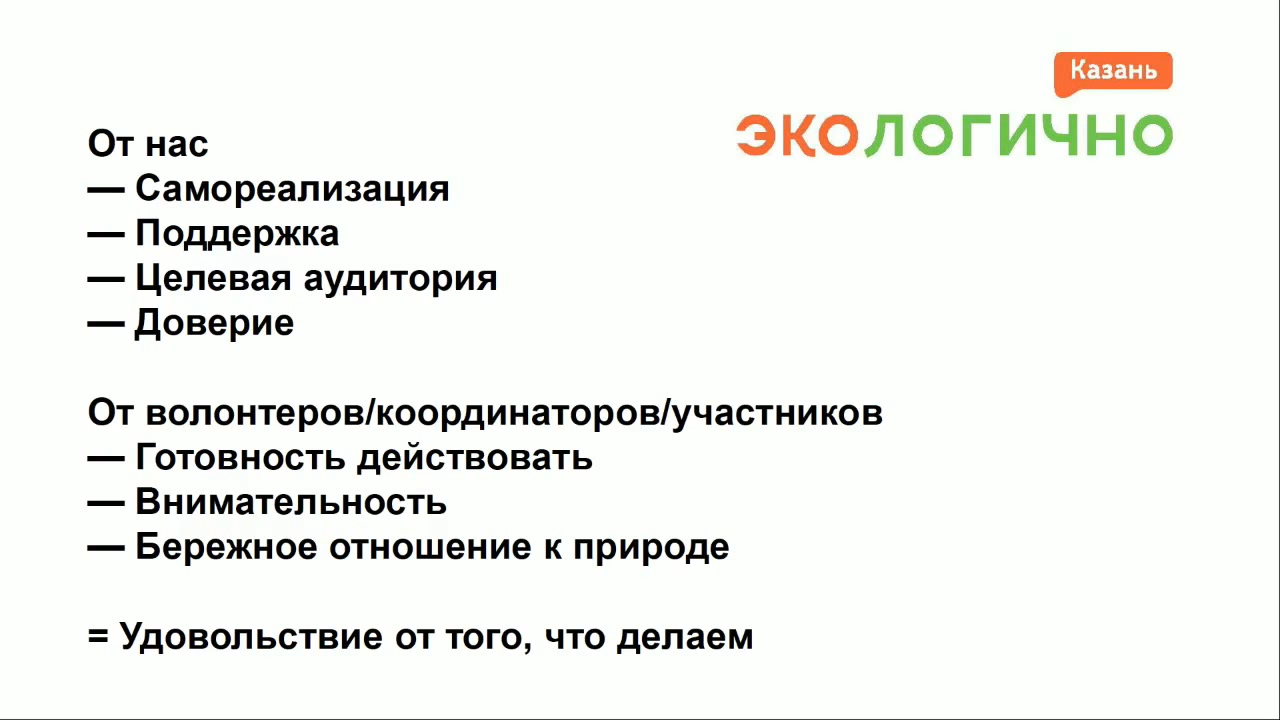 Казань
ЭКОЛОГИЧНО
От нас
— Самореализация
— Поддержка
— Целевая аудитория
— Доверие
От волонтеров/координаторов/участников
— Готовность действовать
— Внимательность
— Бережное отношение к природе
= Удовольствие от того, что делаем